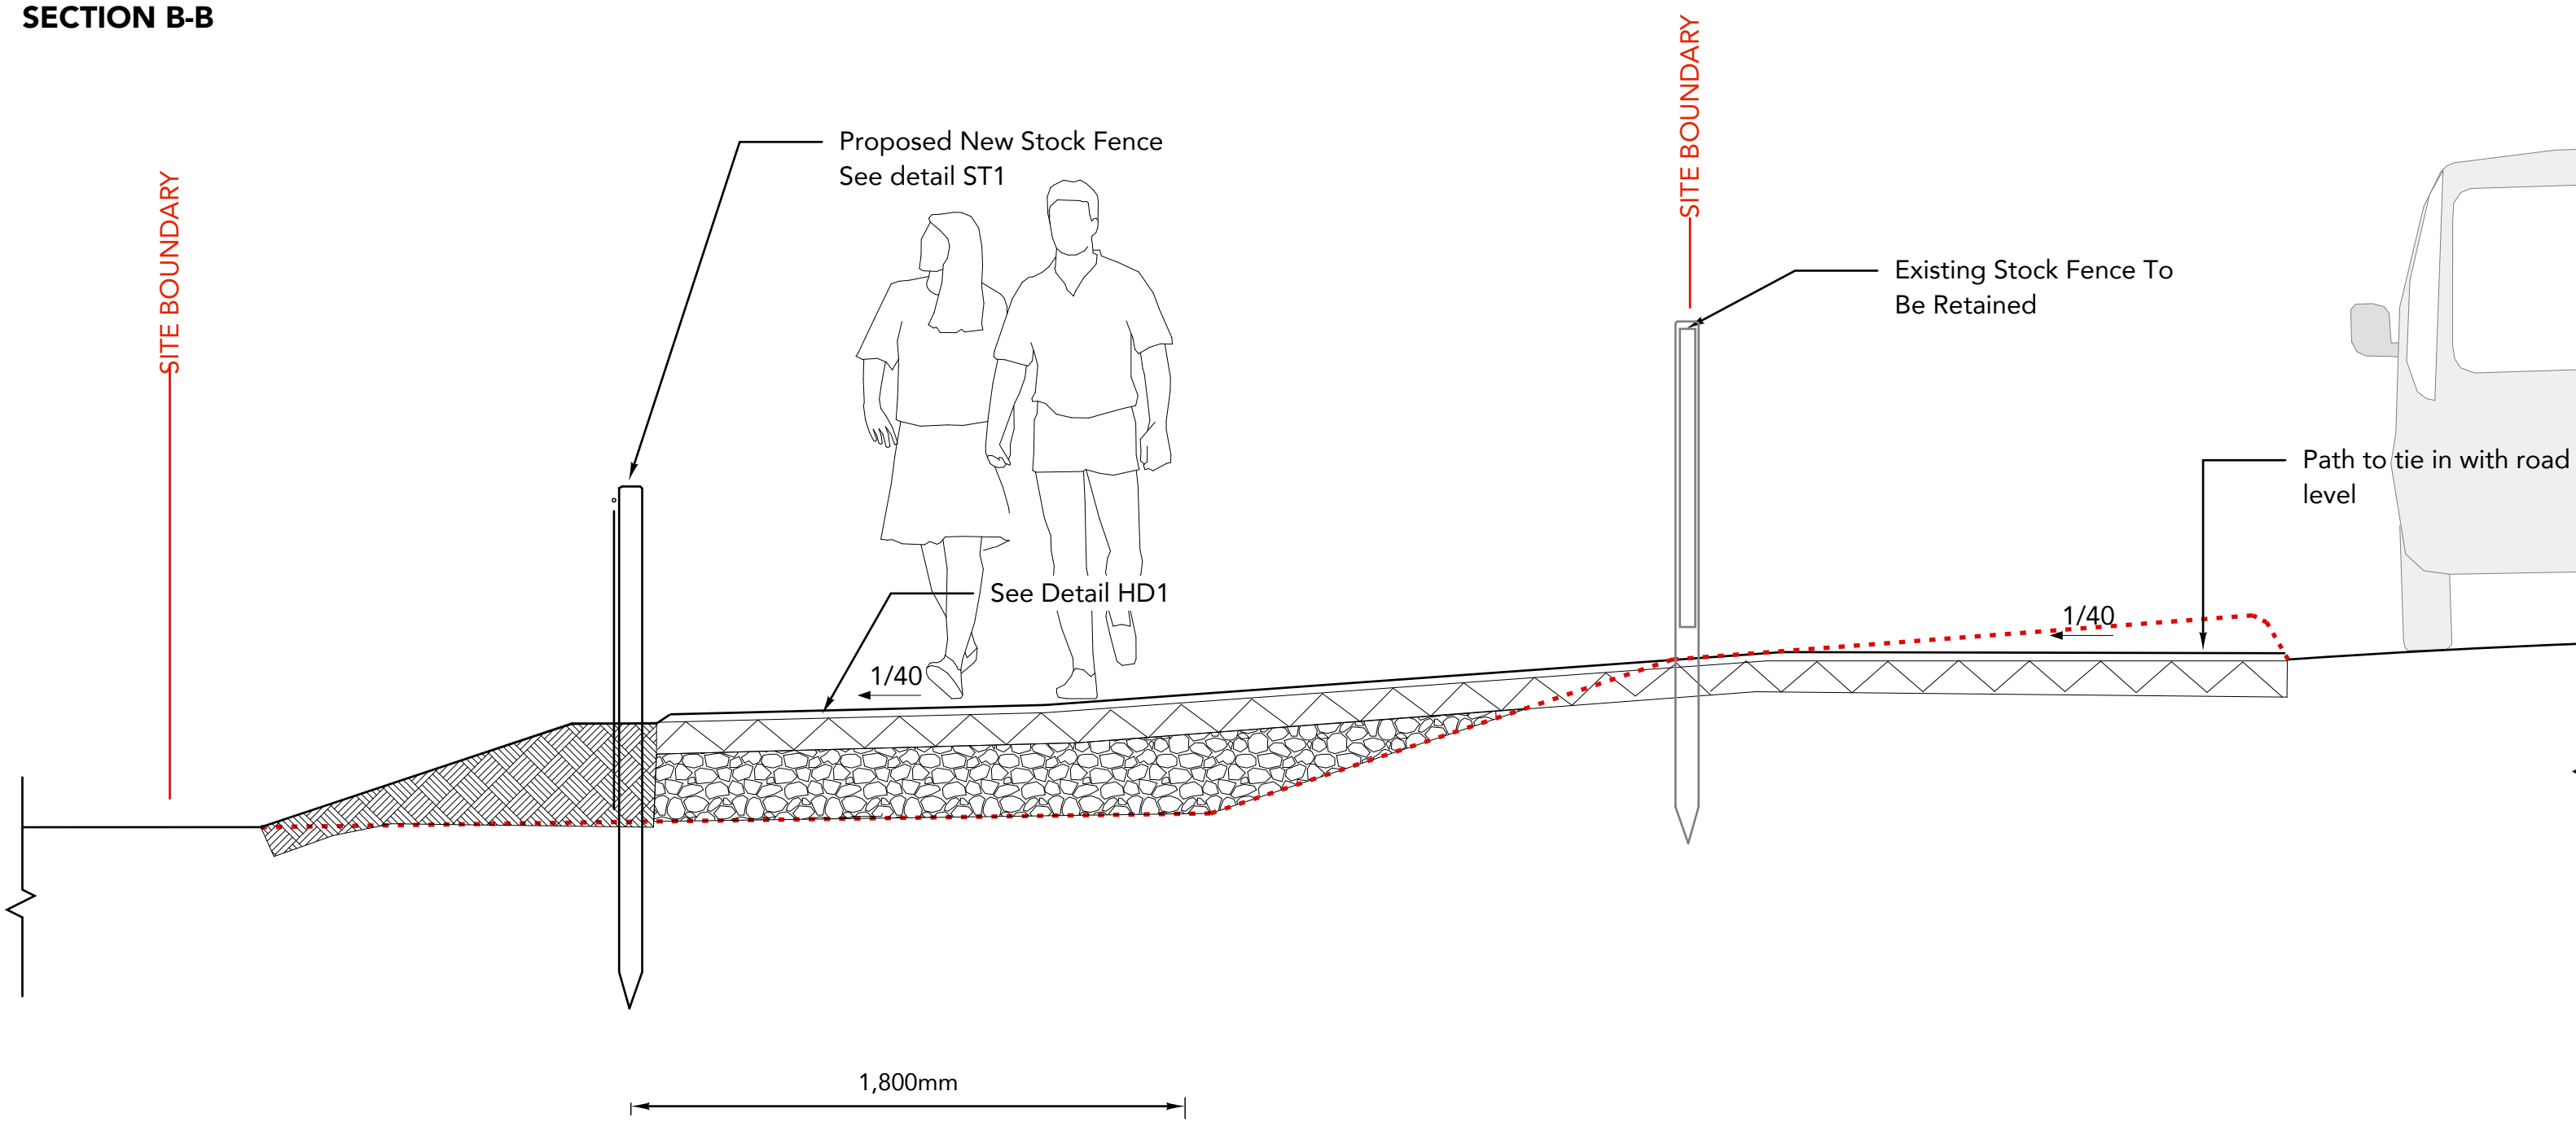 SECTION B-B
SITE BOUNDARY
SITE BOUNDARY
Proposed New Stock Fence
See detail ST1
Existing Stock Fence To
Be Retained
Path to tie in with road
level
See Detail HD1
1/40
1/40
1,800mm